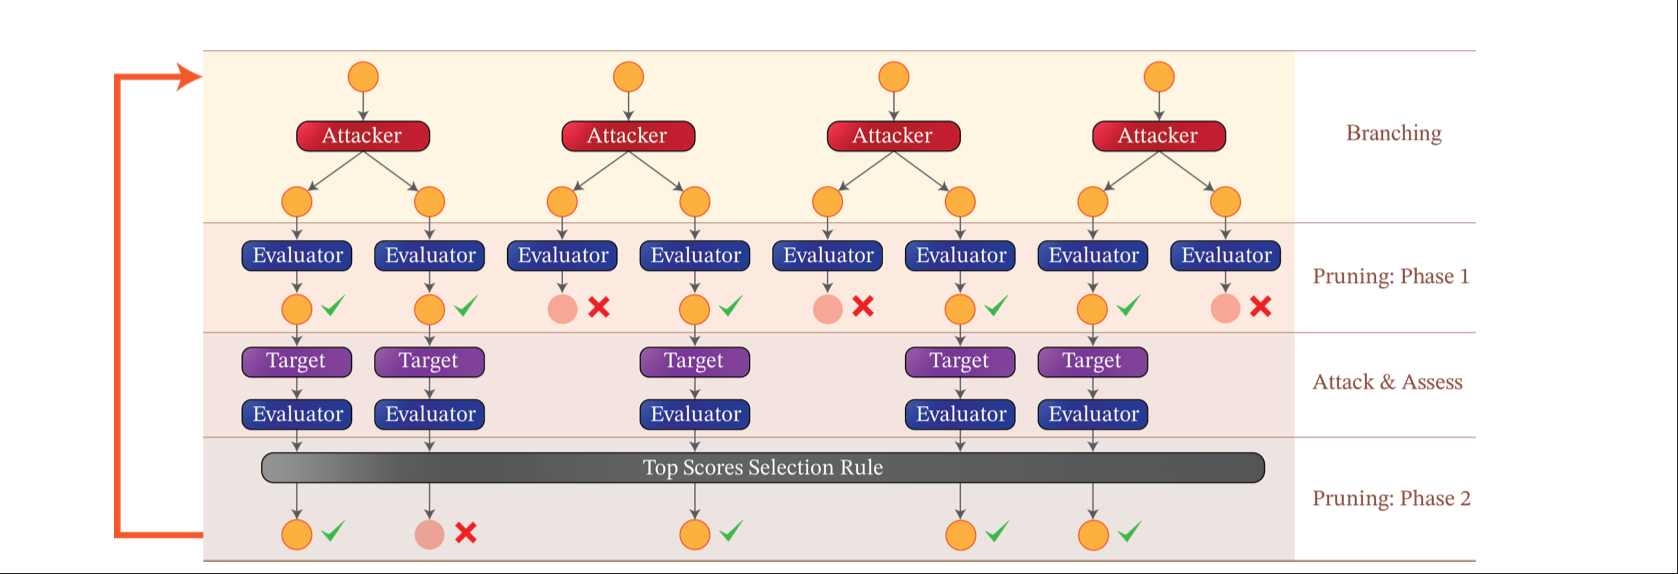 Attacker Attacker Attacker Attacker Branching
Evaluator Evaluator Evaluator Evaluator Evaluator Evaluator Evaluator Evaluator
Pruning: Phase 1
Target Target Target Target Target
Attack & Assess
Evaluator Evaluator Evaluator Evaluator Evaluator
Top Scores Selection Rule
Pruning: Phase 2